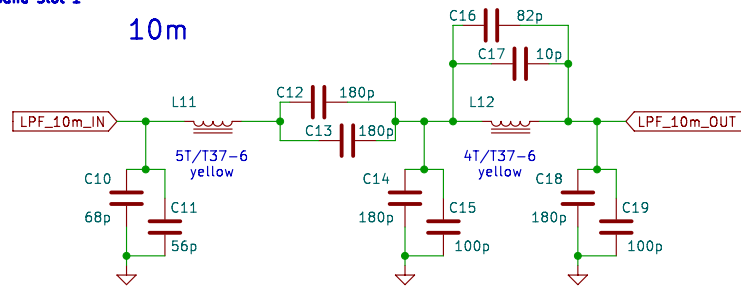 10m
C16 82p
C17 10p
C12 180p
L11
L12
C13 180p
LPF_10m_IN
LPF_10m_OUT
5T/T37-6
yellow
4T/T37-6
yellow
C10
68p
C11
56p
C14
180p
C15
100p
C18
180p
C19
100p